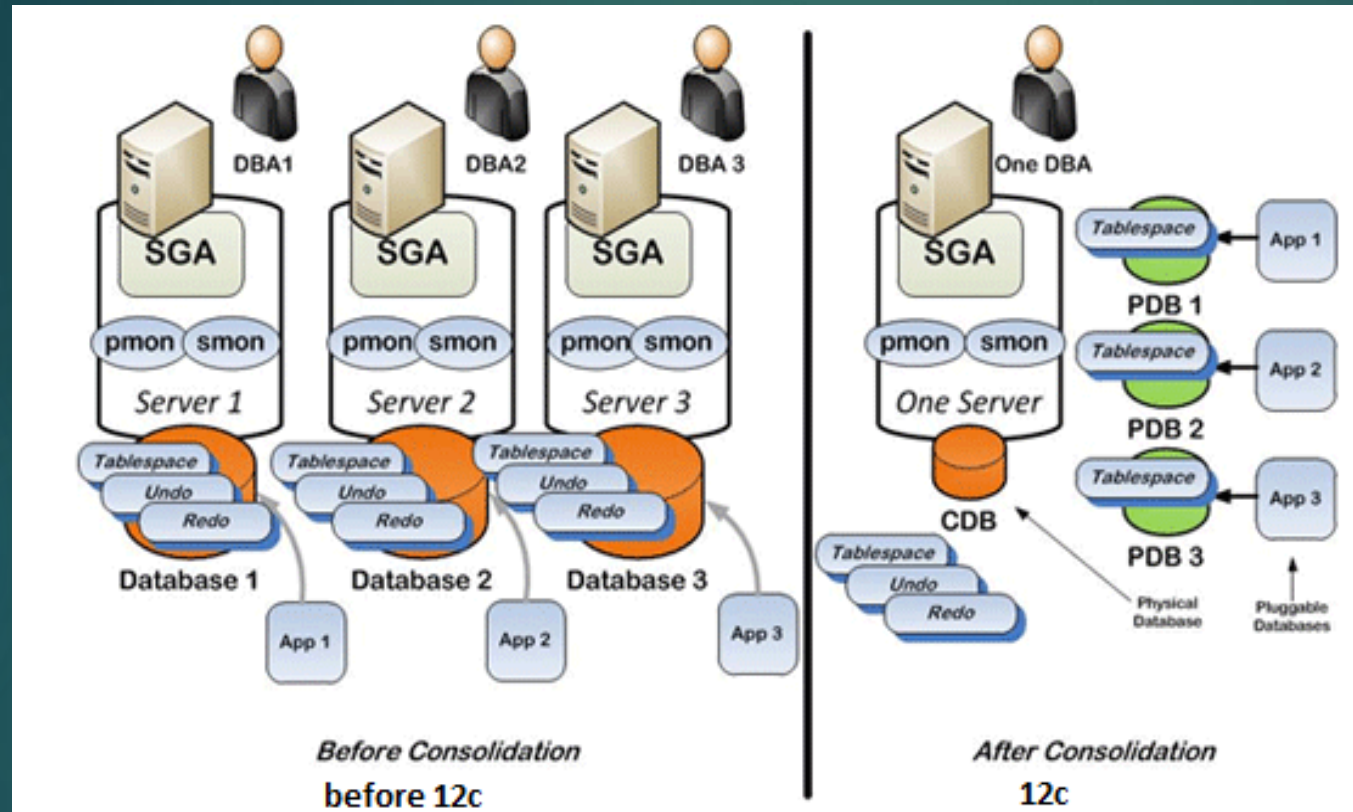 DBA1
DBA2
DBA 3
SGA
SGA
SGA
pmon
smon
pmon
smon
pmon
smon
Server 1
Server 2
Server 3
Tablespace
Undo
Redo
Tablespace
Undo
Redo
Tablespace
Undo
Redo
Database 1
Database 2
Database 3
App 1
App 2
App 3
Before Consolidation
before 12c
One DBA
SGA
pmon
smon
One Server
CDB
Tablespace
Undo
Redo
Tablespace
App 1
PDB 1
Tablespace
App 2
PDB 2
Tablespace
App 3
PDB 3
Physical
Database
Pluggable
Databases
After Consolidation
12c